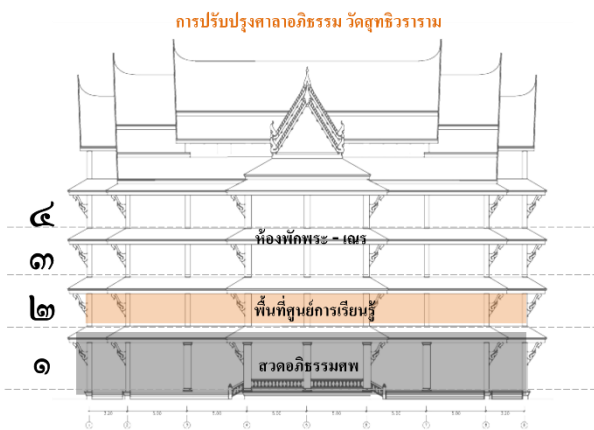 การปรับปรุงศาลาอภิธรรม วัดสุทธิวราราม
๔
ห้องพักพระ - เณร
๓
๒
พื้นที่ศูนย์การเรียนรู้
๑
สวดอภิธรรมศพ